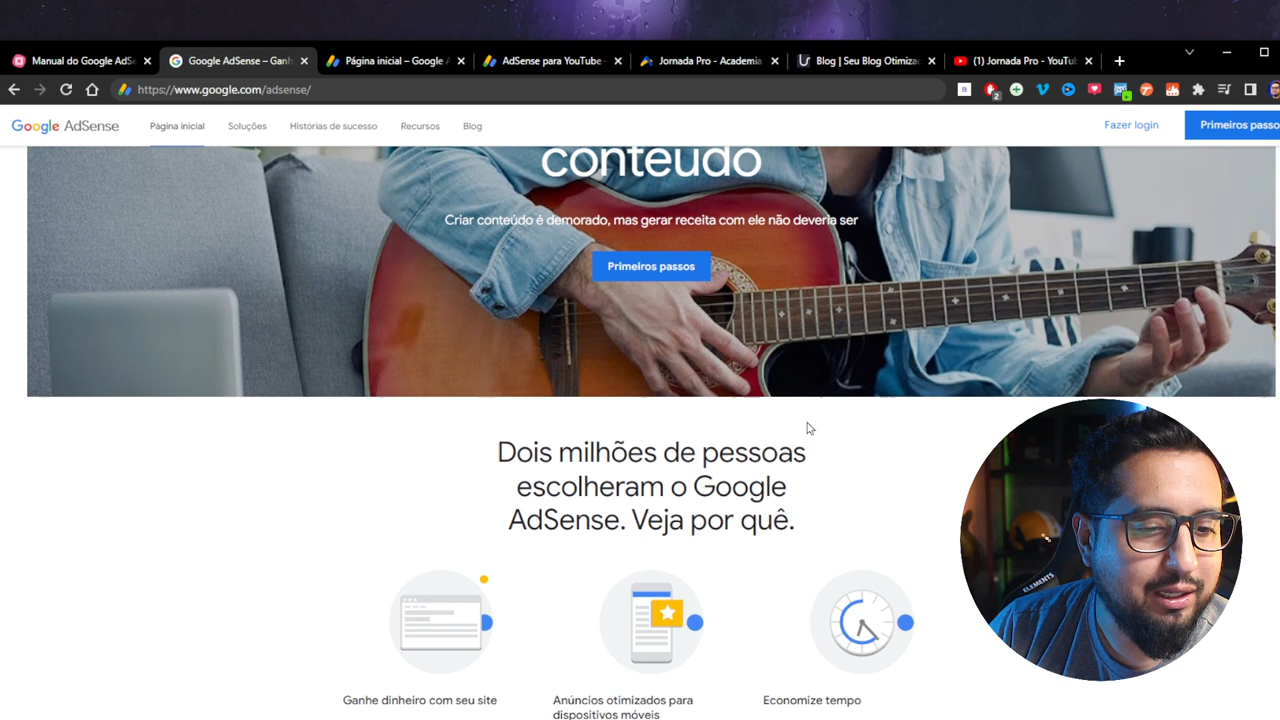 Manual do Google AdSe
Google AdSense – Ganh
Página inicial – Google A
AdSense para YouTube -
Jornada Pro - Academia
Blog | Seu Blog Otimizad
(1) Jornada Pro - YouTu
https://www.google.com/adsense/
2
Google AdSense
Página inicial
Soluções
Histórias de sucesso
Recursos
Blog
Fazer login
Primeiros passo
conteúdo
Criar conteúdo é demorado, mas gerar receita com ele não deveria ser
Primeiros passos
Dois milhões de pessoas
escolheram o Google
AdSense. Veja por quê.
Ganhe dinheiro com seu site
Anúncios otimizados para
dispositivos móveis
Economize tempo
ELEMENTS